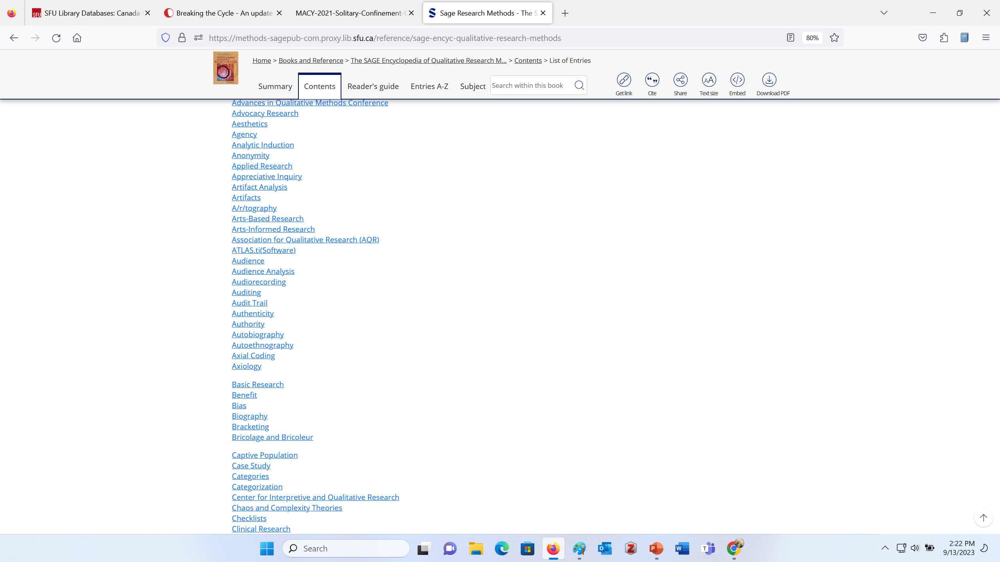 SFU Library Databases: Canada
Breaking the Cycle - An update
MACY-2021-Solitary-Confinement-U
Sage Research Methods - The S
https://methods-sagepub-com.proxy.lib.sfu.ca/reference/sage-encyc-qualitative-research-methods
80%
Home > Books and Reference > The SAGE Encyclopedia of Qualitative Research M... > Contents > List of Entries
Summary
Contents
Reader's guide
Entries A-Z
Subject
Search within this book
Get link
Cite
Share
Text size
Embed
Download PDF
Advances in Qualitative Methods Conference
Advocacy Research
Aesthetics
Agency
Analytic Induction
Anonymity
Applied Research
Appreciative Inquiry
Artifact Analysis
Artifacts
A/r/tography
Arts-Based Research
Arts-Informed Research
Association for Qualitative Research (AQR)
ATLAS.ti(Software)
Audience
Audience Analysis
Audiorecording
Auditing
Audit Trail
Authenticity
Authority
Autobiography
Autoethnography
Axial Coding
Axiology
Basic Research
Benefit
Bias
Biography
Bracketing
Bricolage and Bricoleur
Captive Population
Case Study
Categories
Categorization
Center for Interpretive and Qualitative Research
Chaos and Complexity Theories
Checklists
Clinical Research
Search
2:22 PM
9/13/2023